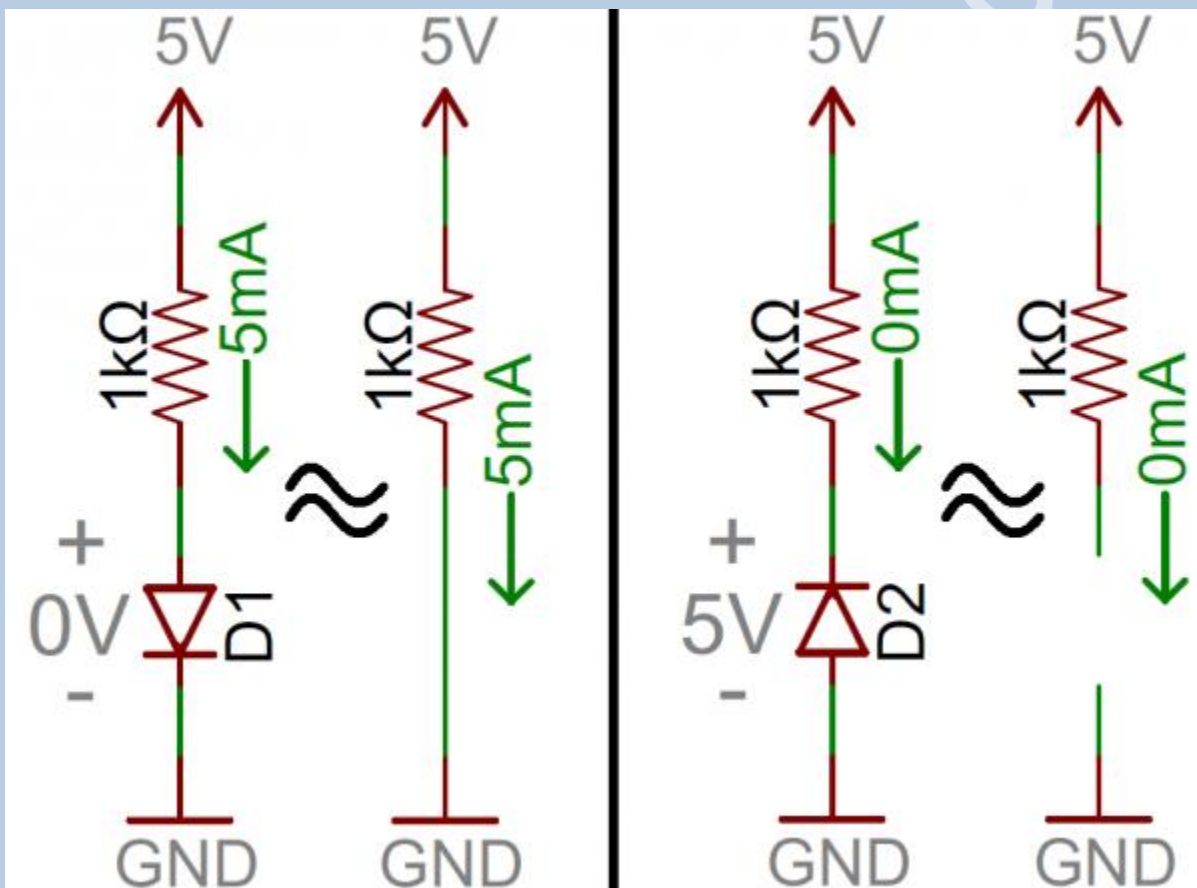 5V
5V
1kΩ
5mA
1kΩ
5mA
+
0V
-
D1
GND
GND
5V
5V
1kΩ
0mA
1kΩ
0mA
+
5V
-
D2
GND
GND